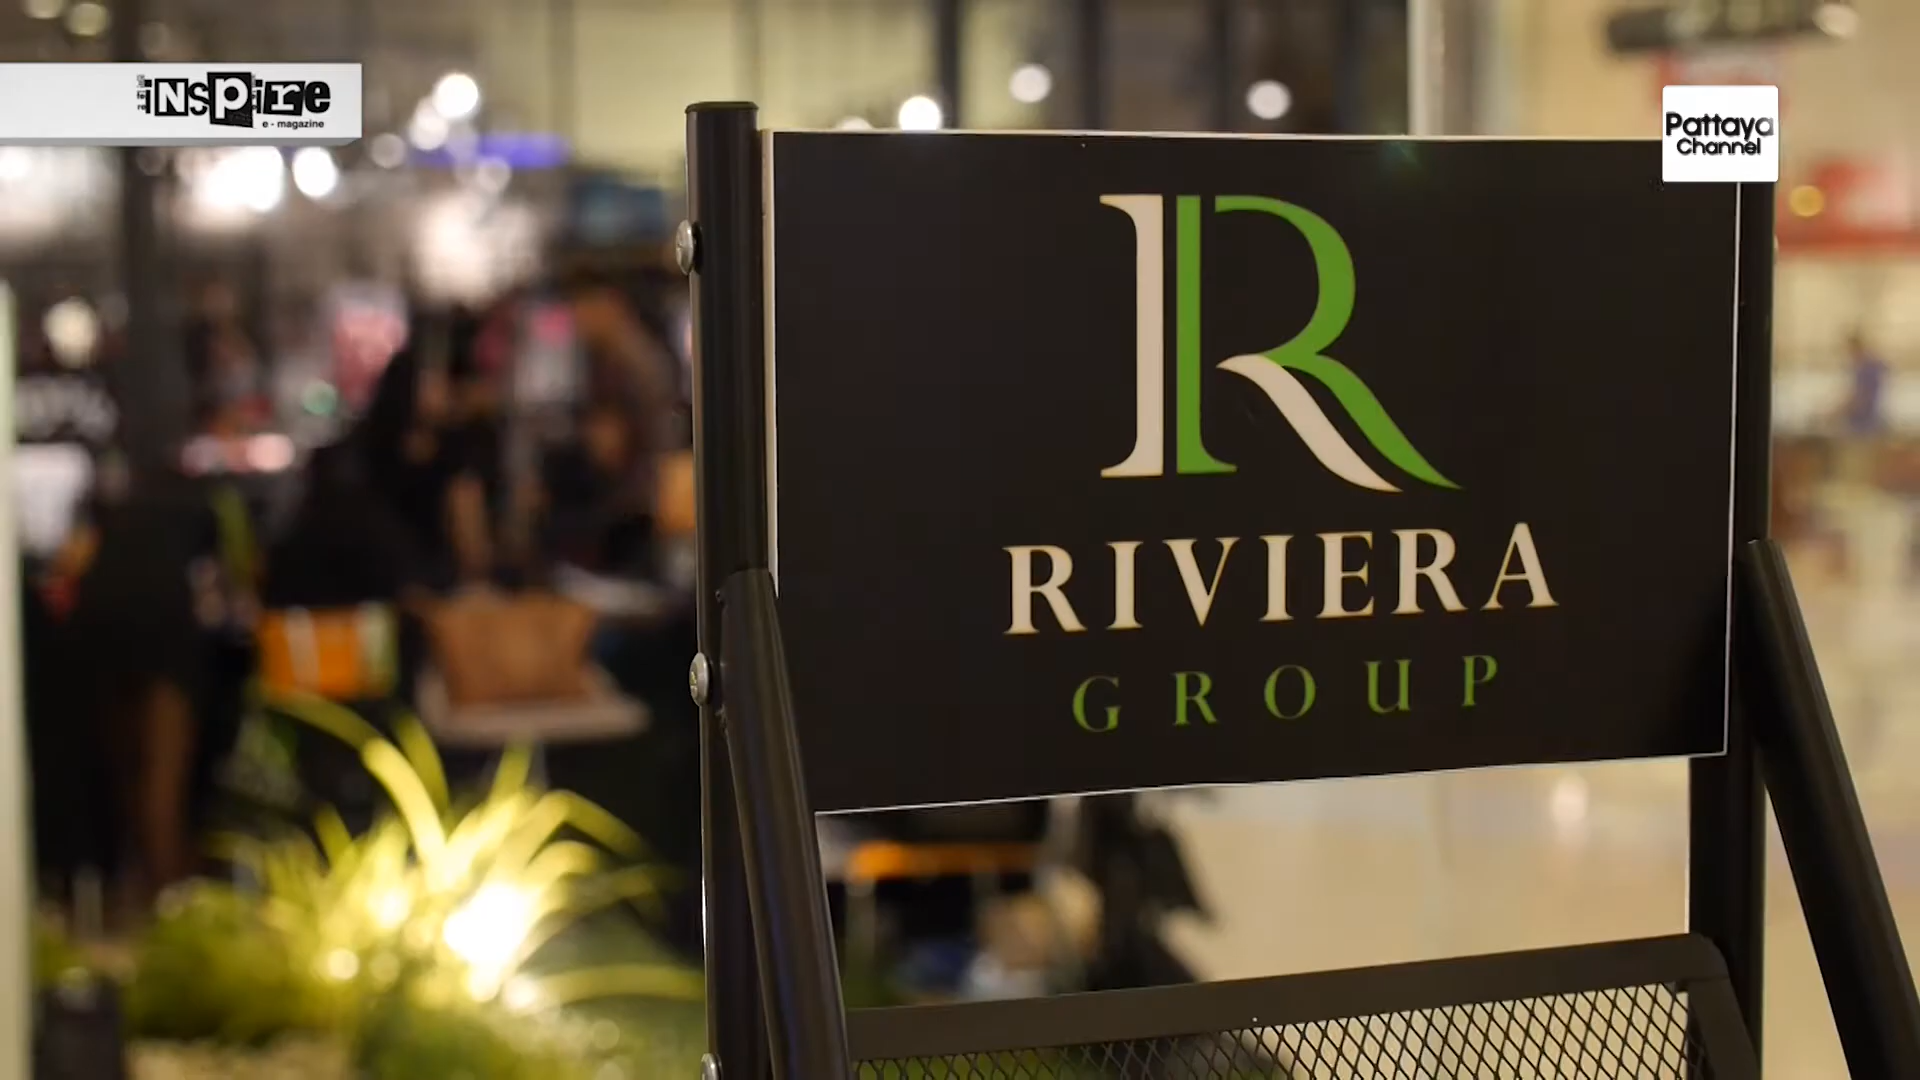 inspire
e - magazine
Pattaya
Channel
R
RIVIERA
GROUP